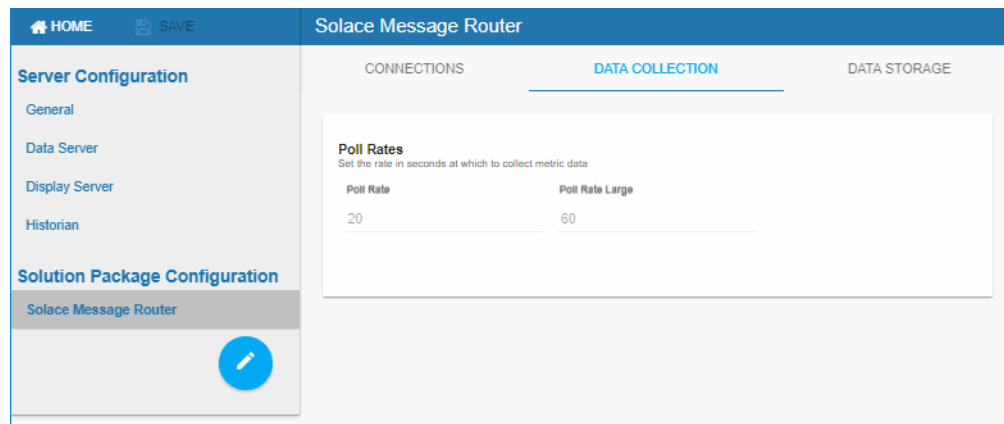 HOME
SAVE
Solace Message Router
Server Configuration
General
Data Server
Display Server
Historian
Solution Package Configuration
Solace Message Router
CONNECTIONS
DATA COLLECTION
DATA STORAGE
Poll Rates
Set the rate in seconds at which to collect metric data
Poll Rate
Poll Rate Large
20
60